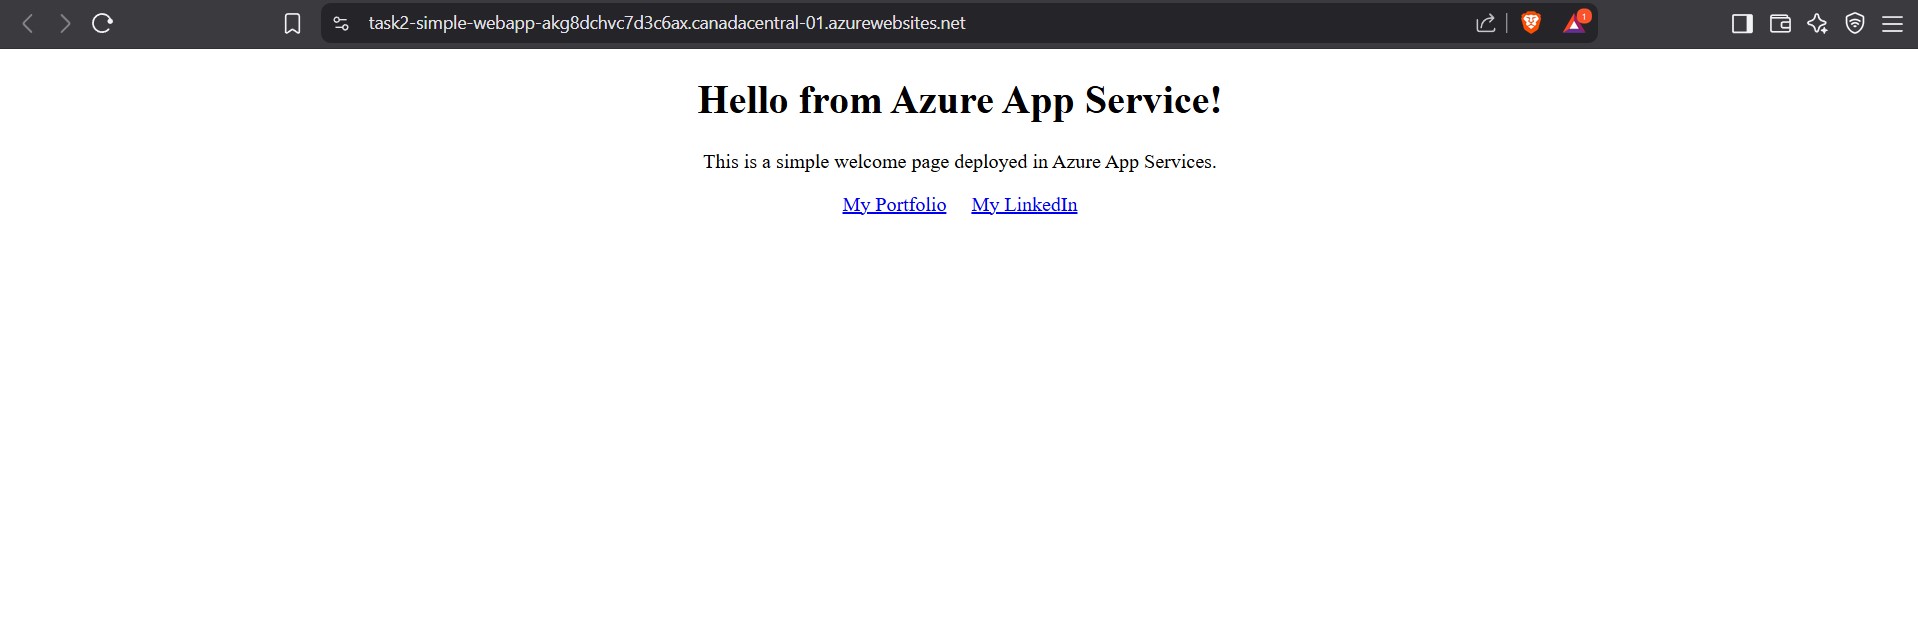 task2-simple-webapp-akg8dchvc7d3c6ax.canadacentral-01.azurewebsites.net
1
Hello from Azure App Service!
This is a simple welcome page deployed in Azure App Services.
My Portfolio My LinkedIn